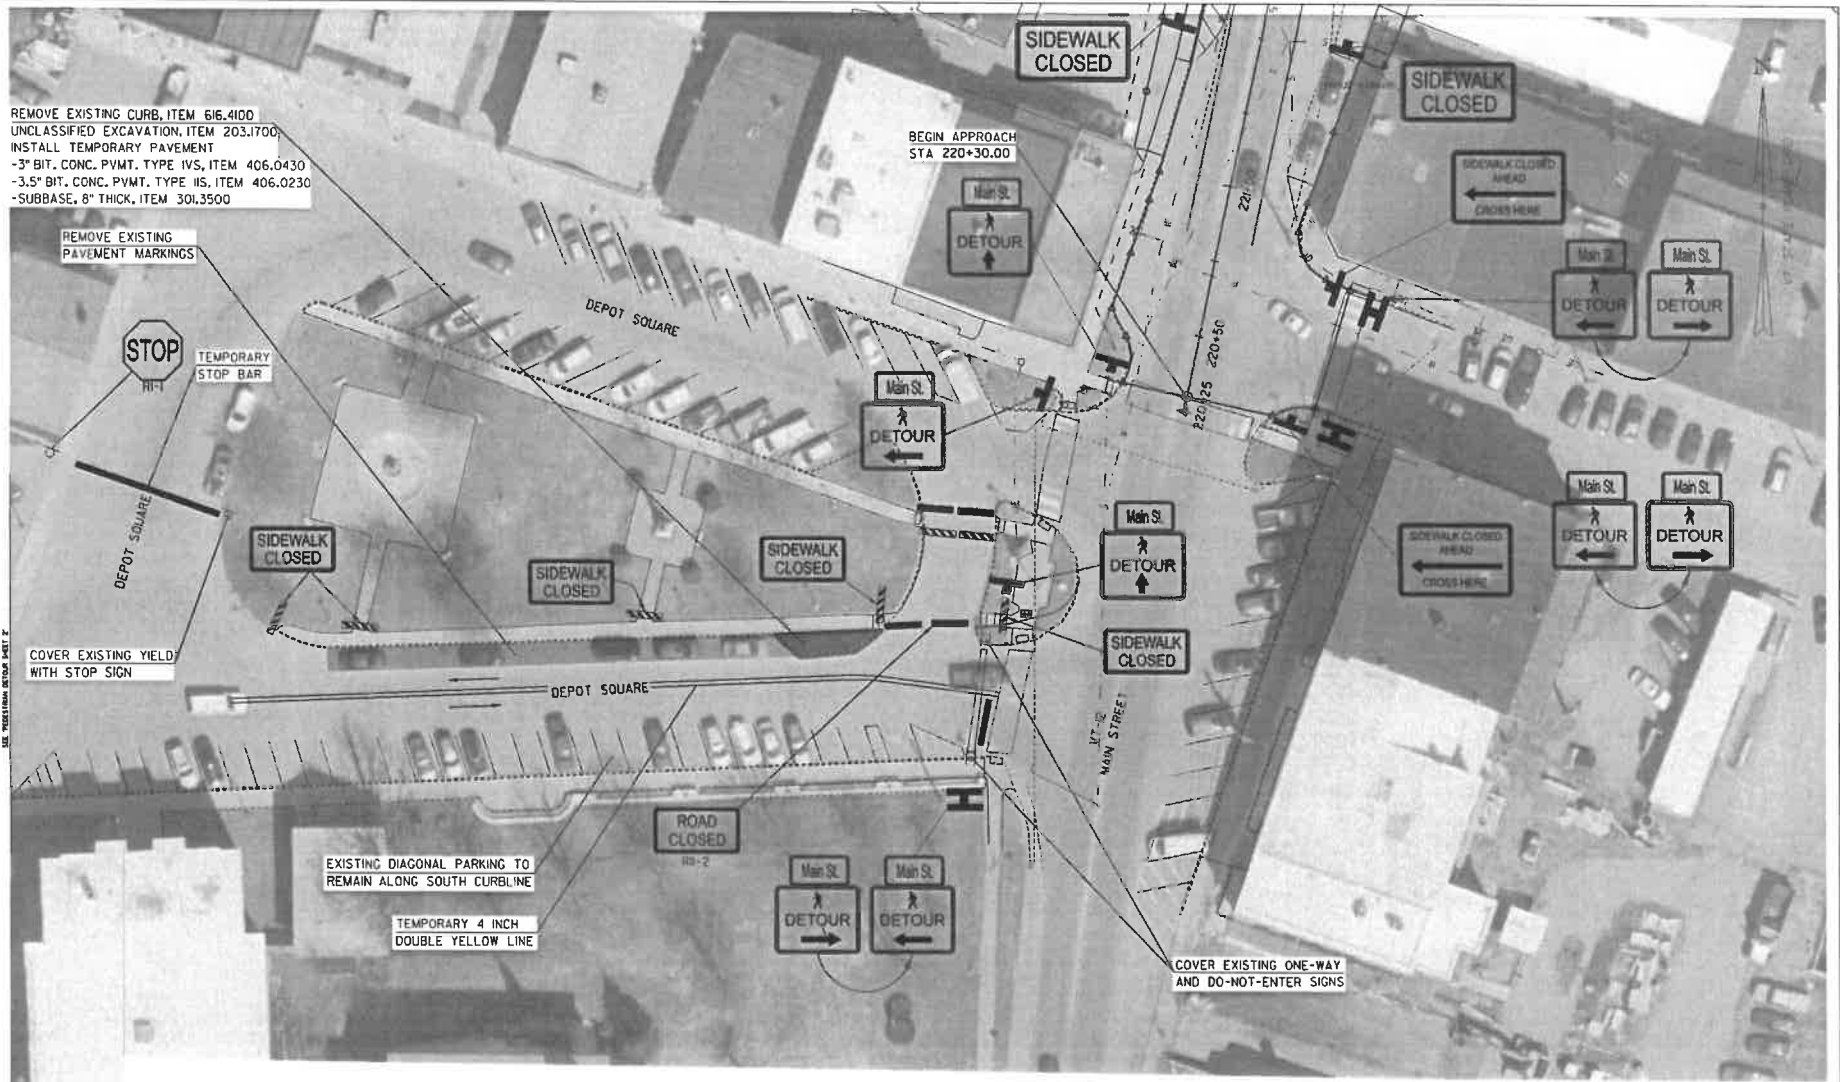 SIDEWALK
CLOSED
SIDEWALK
CLOSED
REMOVE EXISTING CURB, ITEM 616.4100
UNCLASSIFIED EXCAVATION, ITEM 203.1700,
INSTALL TEMPORARY PAVEMENT
-3" BIT. CONC. PVMT. TYPE IVS, ITEM 406.0430
-3.5" BIT. CONC. PVMT. TYPE IIS, ITEM 406.0230
-SUBBASE, 8" THICK, ITEM 301.3500
BEGIN APPROACH
STA 220+30.00
Main St.
DETOUR
SIDEWALK CLOSED
AHEAD
CROSS HERE
REMOVE EXISTING
PAVEMENT MARKINGS
Main St.
DETOUR
Main St.
DETOUR
DEPOT SQUARE
220+50
220+25
STOP
R1-1
TEMPORARY
STOP BAR
Main St.
DETOUR
DEPOT SQUARE
SIDEWALK
CLOSED
SIDEWALK
CLOSED
SIDEWALK
CLOSED
Main St.
DETOUR
SIDEWALK CLOSED
AHEAD
CROSS HERE
Main St.
DETOUR
Main St.
DETOUR
SIDEWALK
CLOSED
COVER EXISTING YIELD
WITH STOP SIGN
DEPOT SQUARE
VT-12
MAIN STREET
ROAD
CLOSED
EXISTING DIAGONAL PARKING TO
REMAIN ALONG SOUTH CURBLINE
Main St.
DETOUR
Main St.
DETOUR
TEMPORARY 4 INCH
DOUBLE YELLOW LINE
COVER EXISTING ONE-WAY
AND DO-NOT-ENTER SIGNS